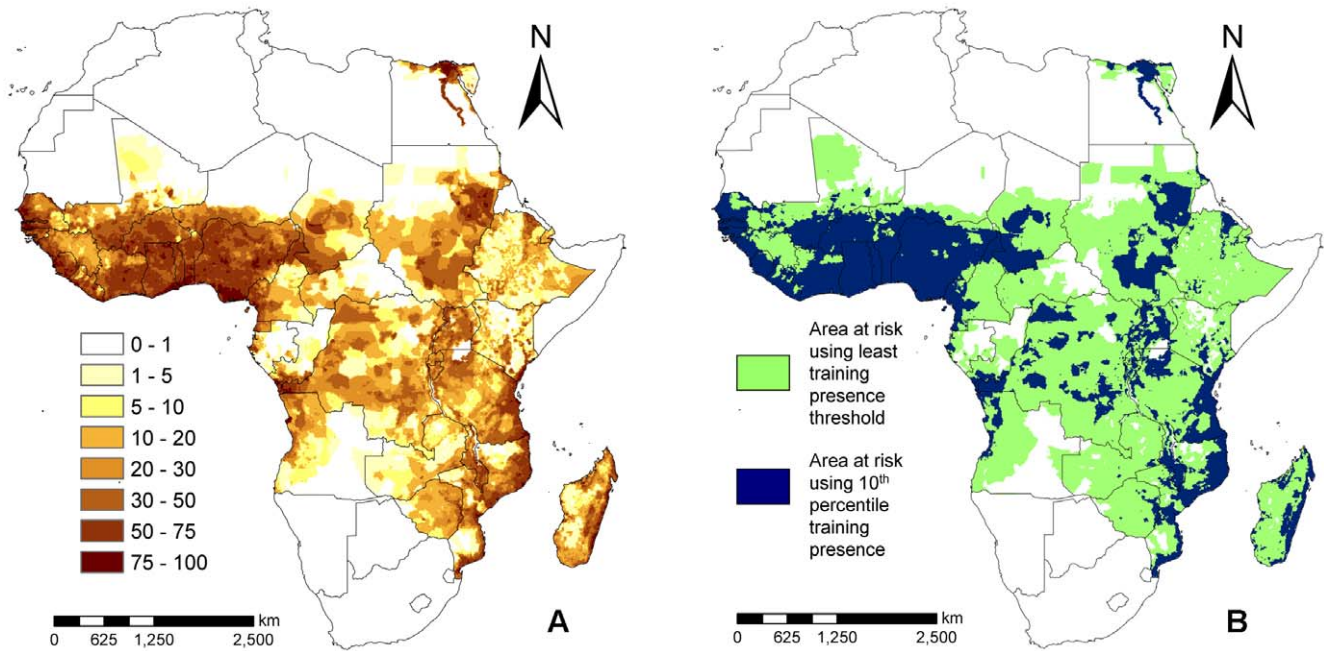 N
0 - 1
1 - 5
5 - 10
10 - 20
20 - 30
30 - 50
50 - 75
75 - 100
km
0 625 1,250 2,500
A
N
Area at risk
using least
training
presence
threshold
Area at risk
using 10th
percentile
training
presence
km
0 625 1,250 2,500
B